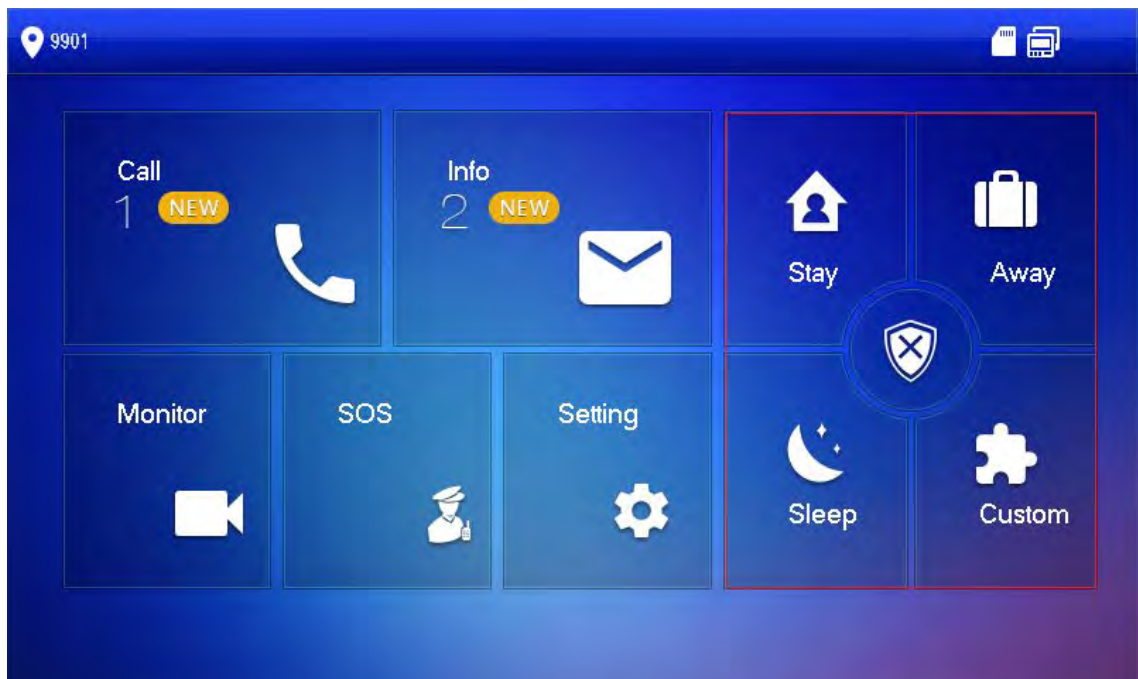 9901
Call
1 NEW
Info
2 NEW
Stay
Away
Monitor
SOS
Setting
Sleep
Custom